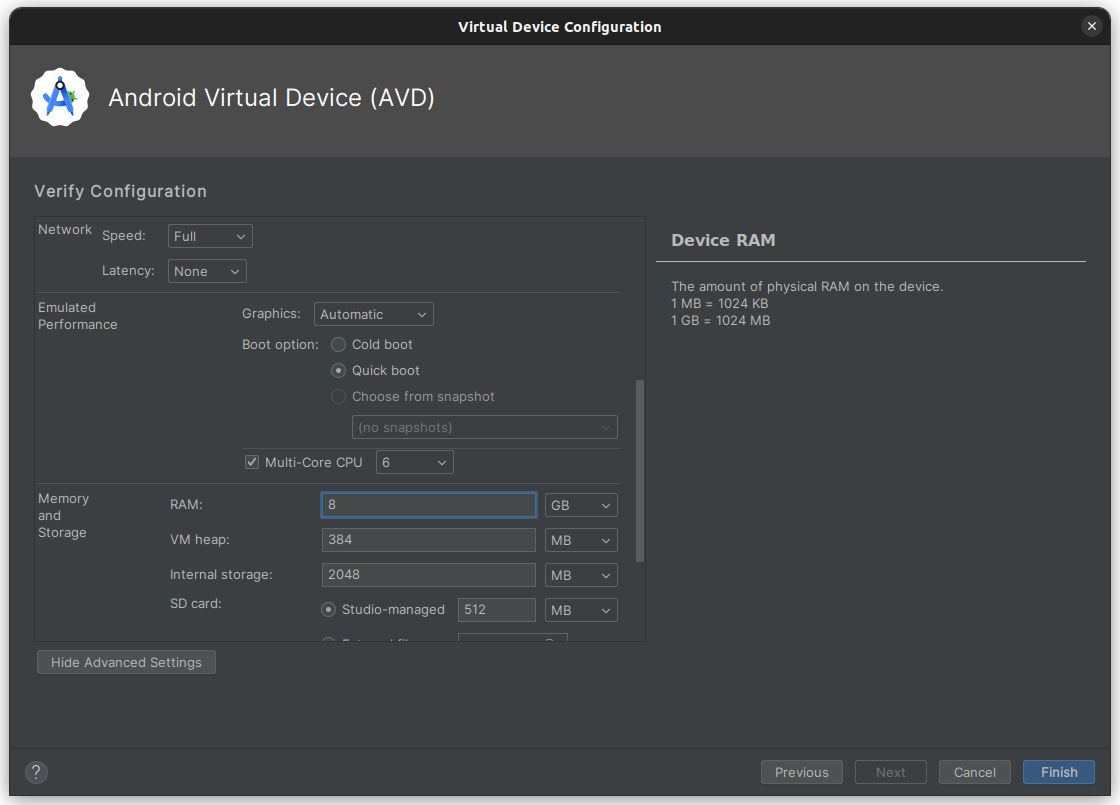 Virtual Device Configuration
Android Virtual Device (AVD)
Verify Configuration
Network
Speed:
Full
Latency:
None
Emulated
Performance
Graphics:
Automatic
Boot option:
Cold boot
Quick boot
Choose from snapshot
(no snapshots)
Multi-Core CPU
6
Memory
and
Storage
RAM:
8
GB
VM heap:
384
MB
Internal storage:
2048
MB
SD card:
Studio-managed
512
MB
Hide Advanced Settings
Device RAM
The amount of physical RAM on the device.
1 MB = 1024 KB
1 GB = 1024 MB
?
Previous
Next
Cancel
Finish